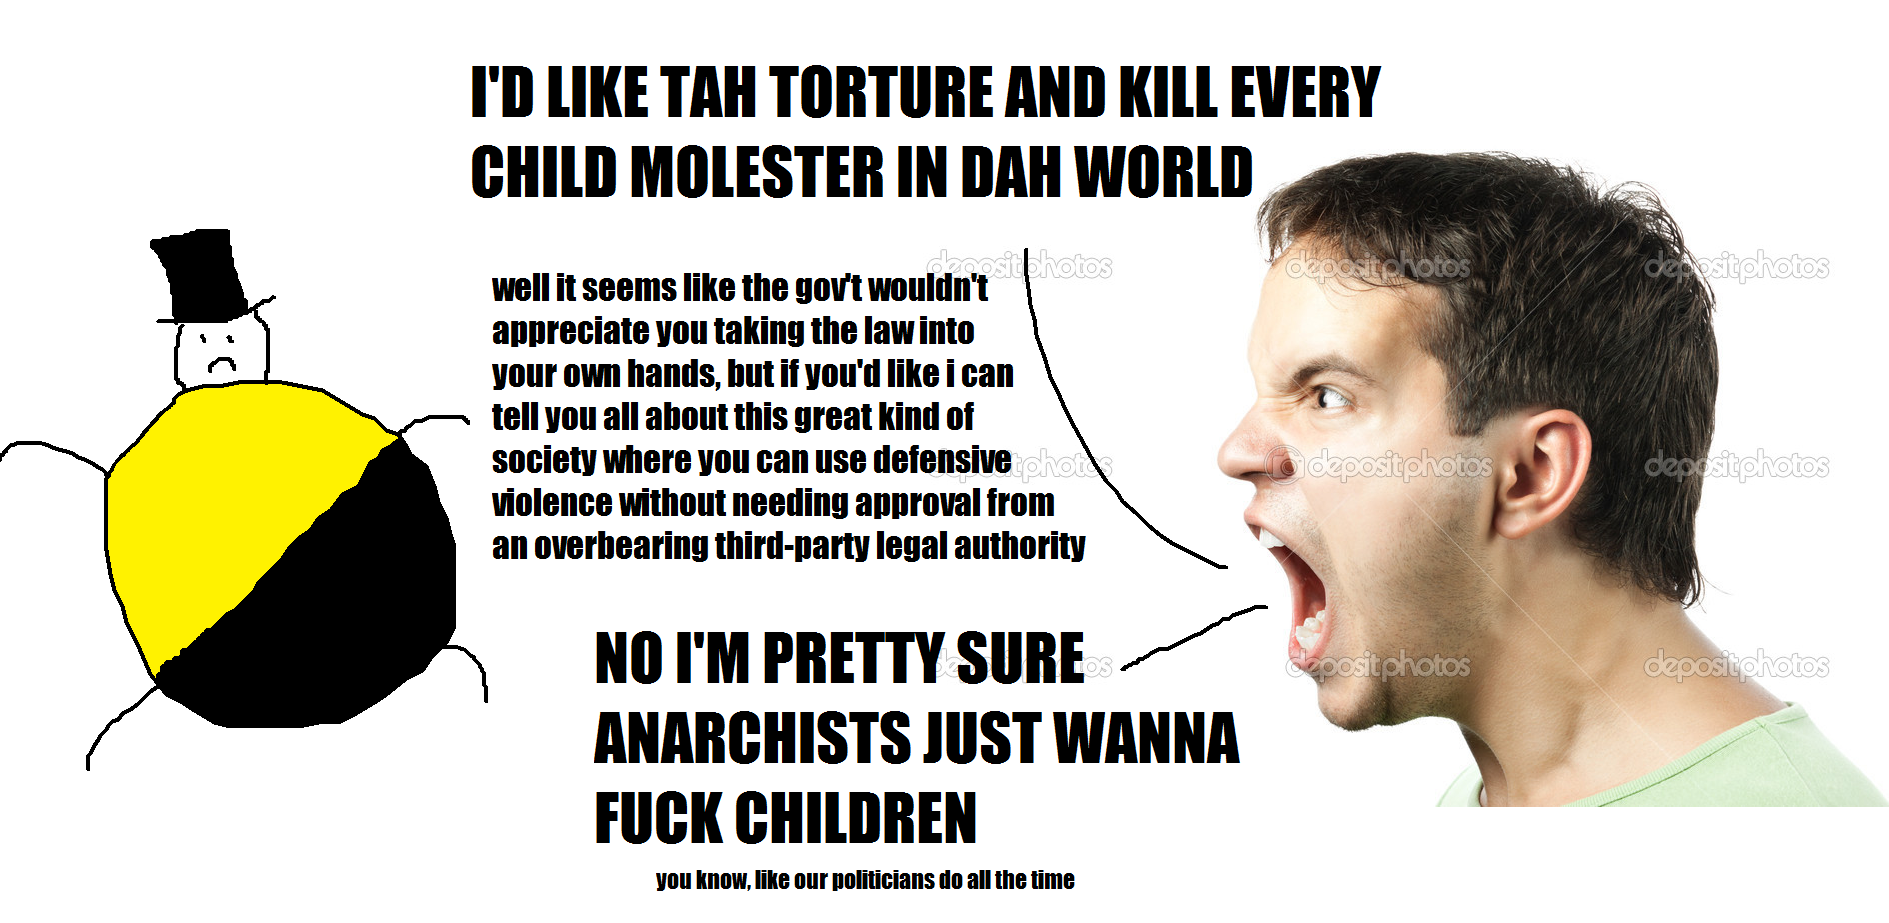 I'D LIKE TAH TORTURE AND KILL EVERY
CHILD MOLESTER IN DAH WORLD
well it seems like the gov't wouldn't
appreciate you taking the law into
your own hands, but if you'd like i can
tell you all about this great kind of
society where you can use defensive
violence without needing approval from
an overbearing third-party legal authority
NO I'M PRETTY SURE
ANARCHISTS JUST WANNA
FUCK CHILDREN
you know, like our politicians do all the time
depositphotos
depositphotos
depositphotos
depositphotos
depositphotos
depositphotos
depositphotos
depositphotos
depositphotos